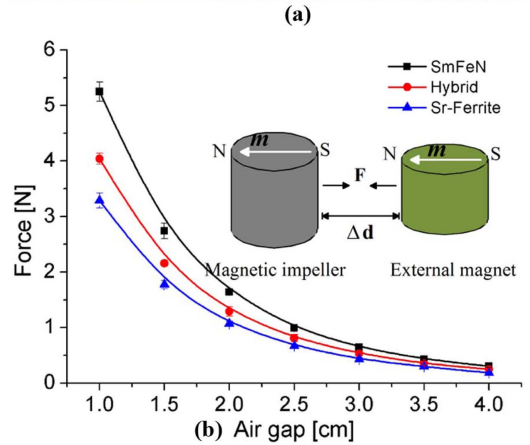 (a)
6
5
4
3
2
1
0
Force [N]
SmFeN
Hybrid
Sr-Ferrite
N m S
N m S
F
Δd
Magnetic impeller
External magnet
1.0 1.5 2.0 2.5 3.0 3.5 4.0
(b) Air gap [cm]